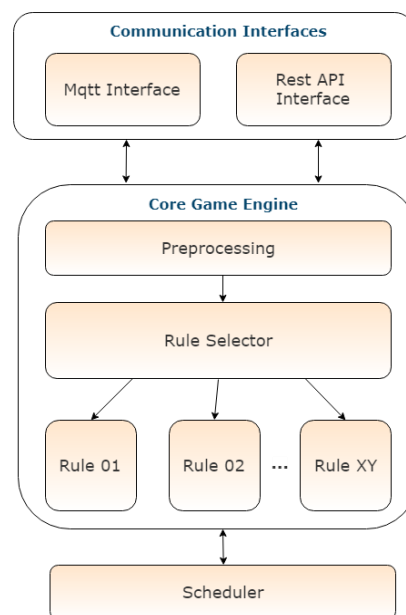 Communication Interfaces
Mqtt Interface
Rest API
Interface
Core Game Engine
Preprocessing
Rule Selector
Rule 01
Rule 02
...
Rule XY
Scheduler